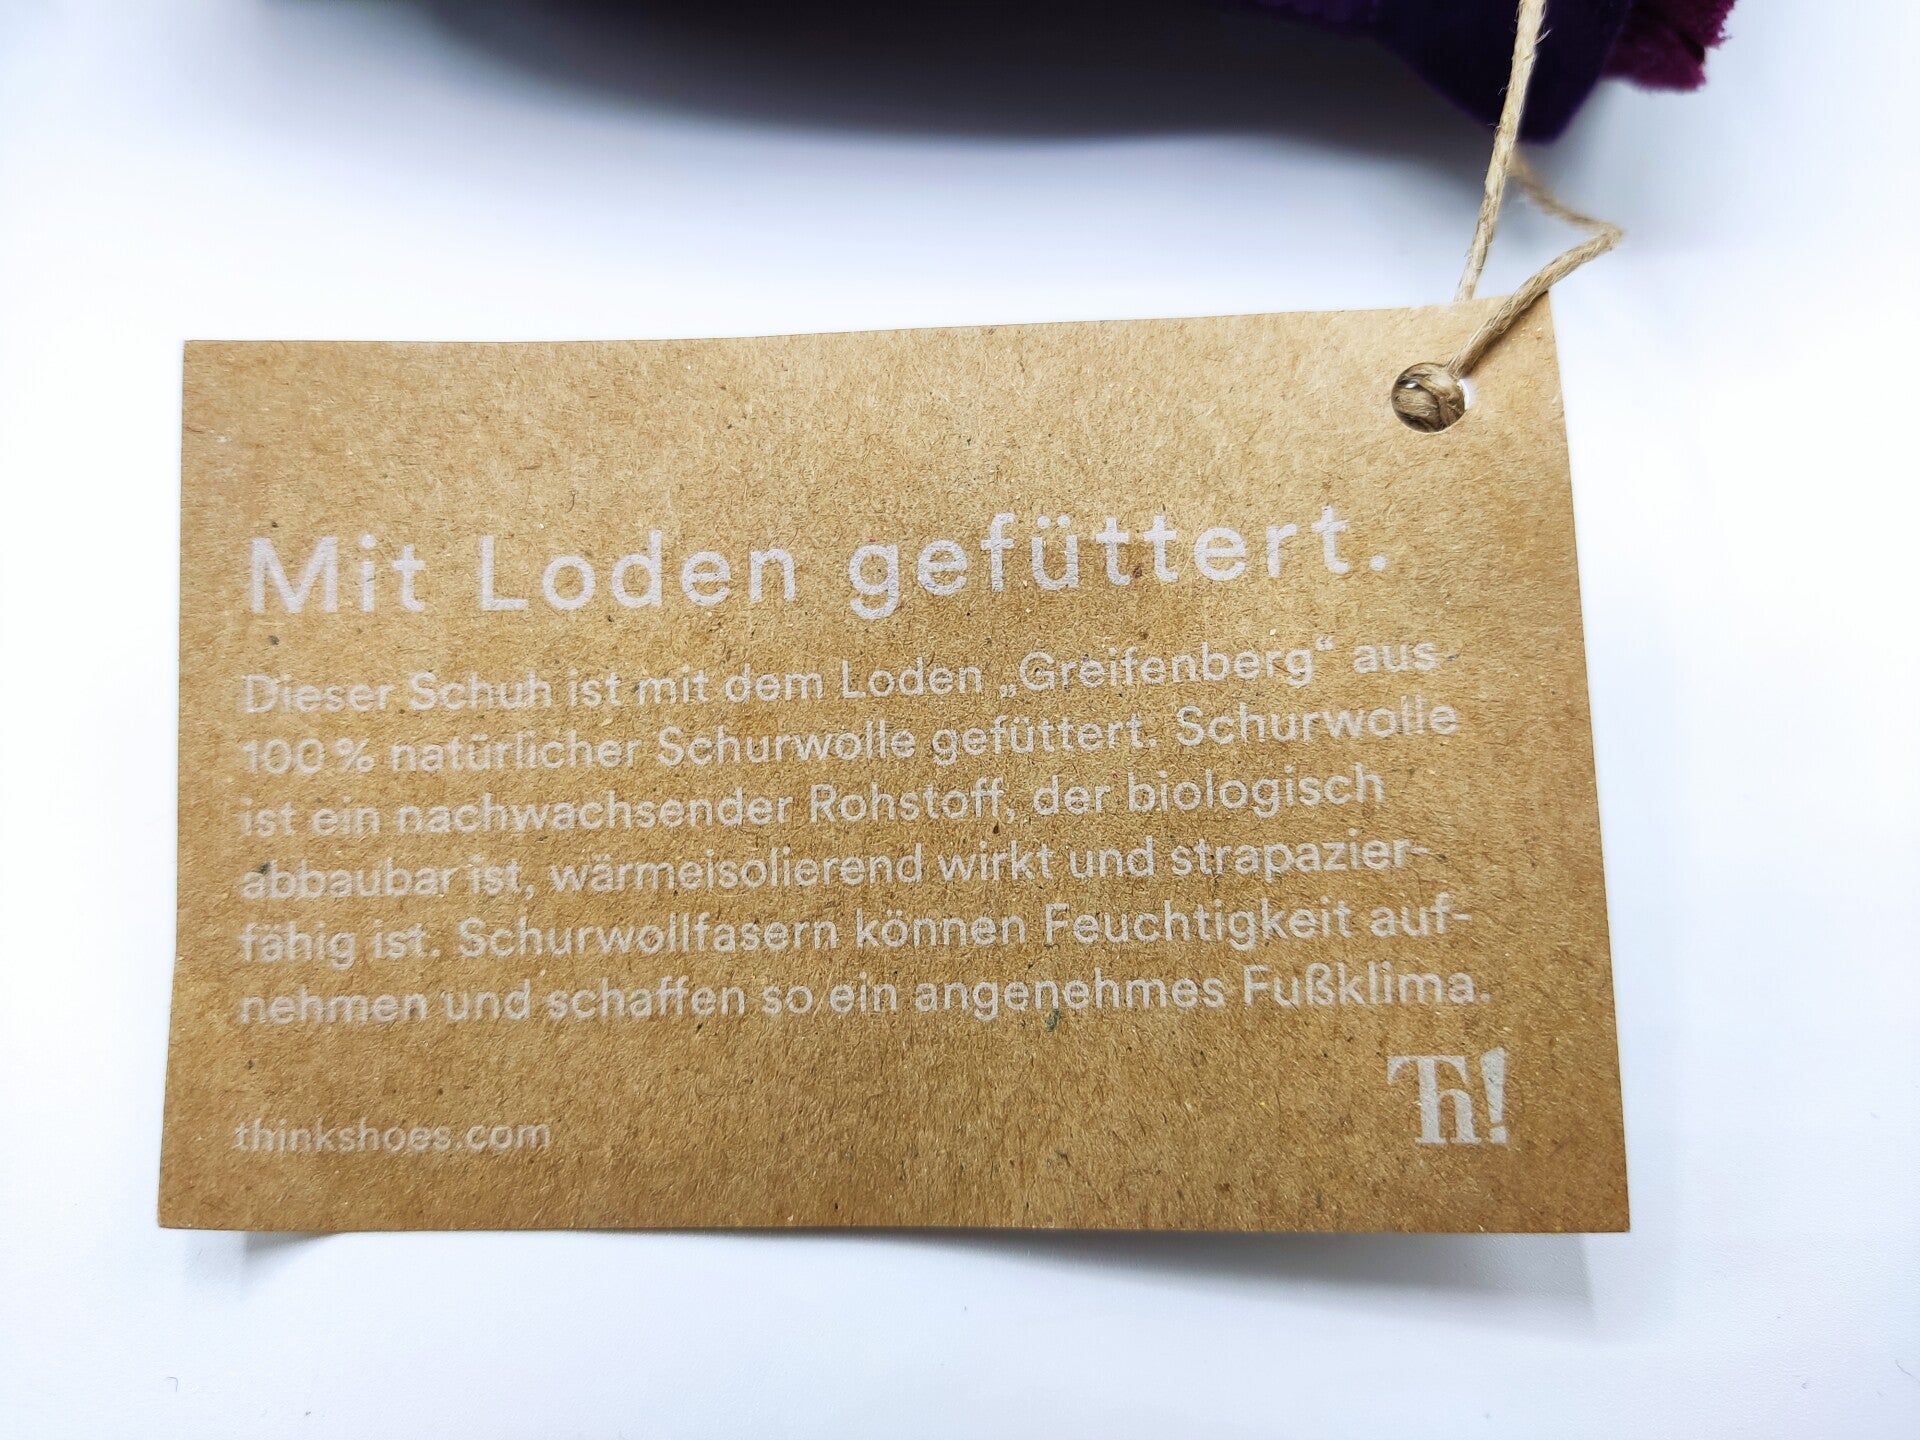 Mit Loden gefüttert.
Dieser Schuh ist mit dem Loden „Greifenberg“ aus
100 % natürlicher Schurwolle gefüttert. Schurwolle
ist ein nachwachsender Rohstoff, der biologisch
abbaubar ist, wärmeisolierend wirkt und strapazier-
fähig ist. Schurwollfasern können Feuchtigkeit auf-
nehmen und schaffen so ein angenehmes Fußklima.
thinkshoes.com
Th!